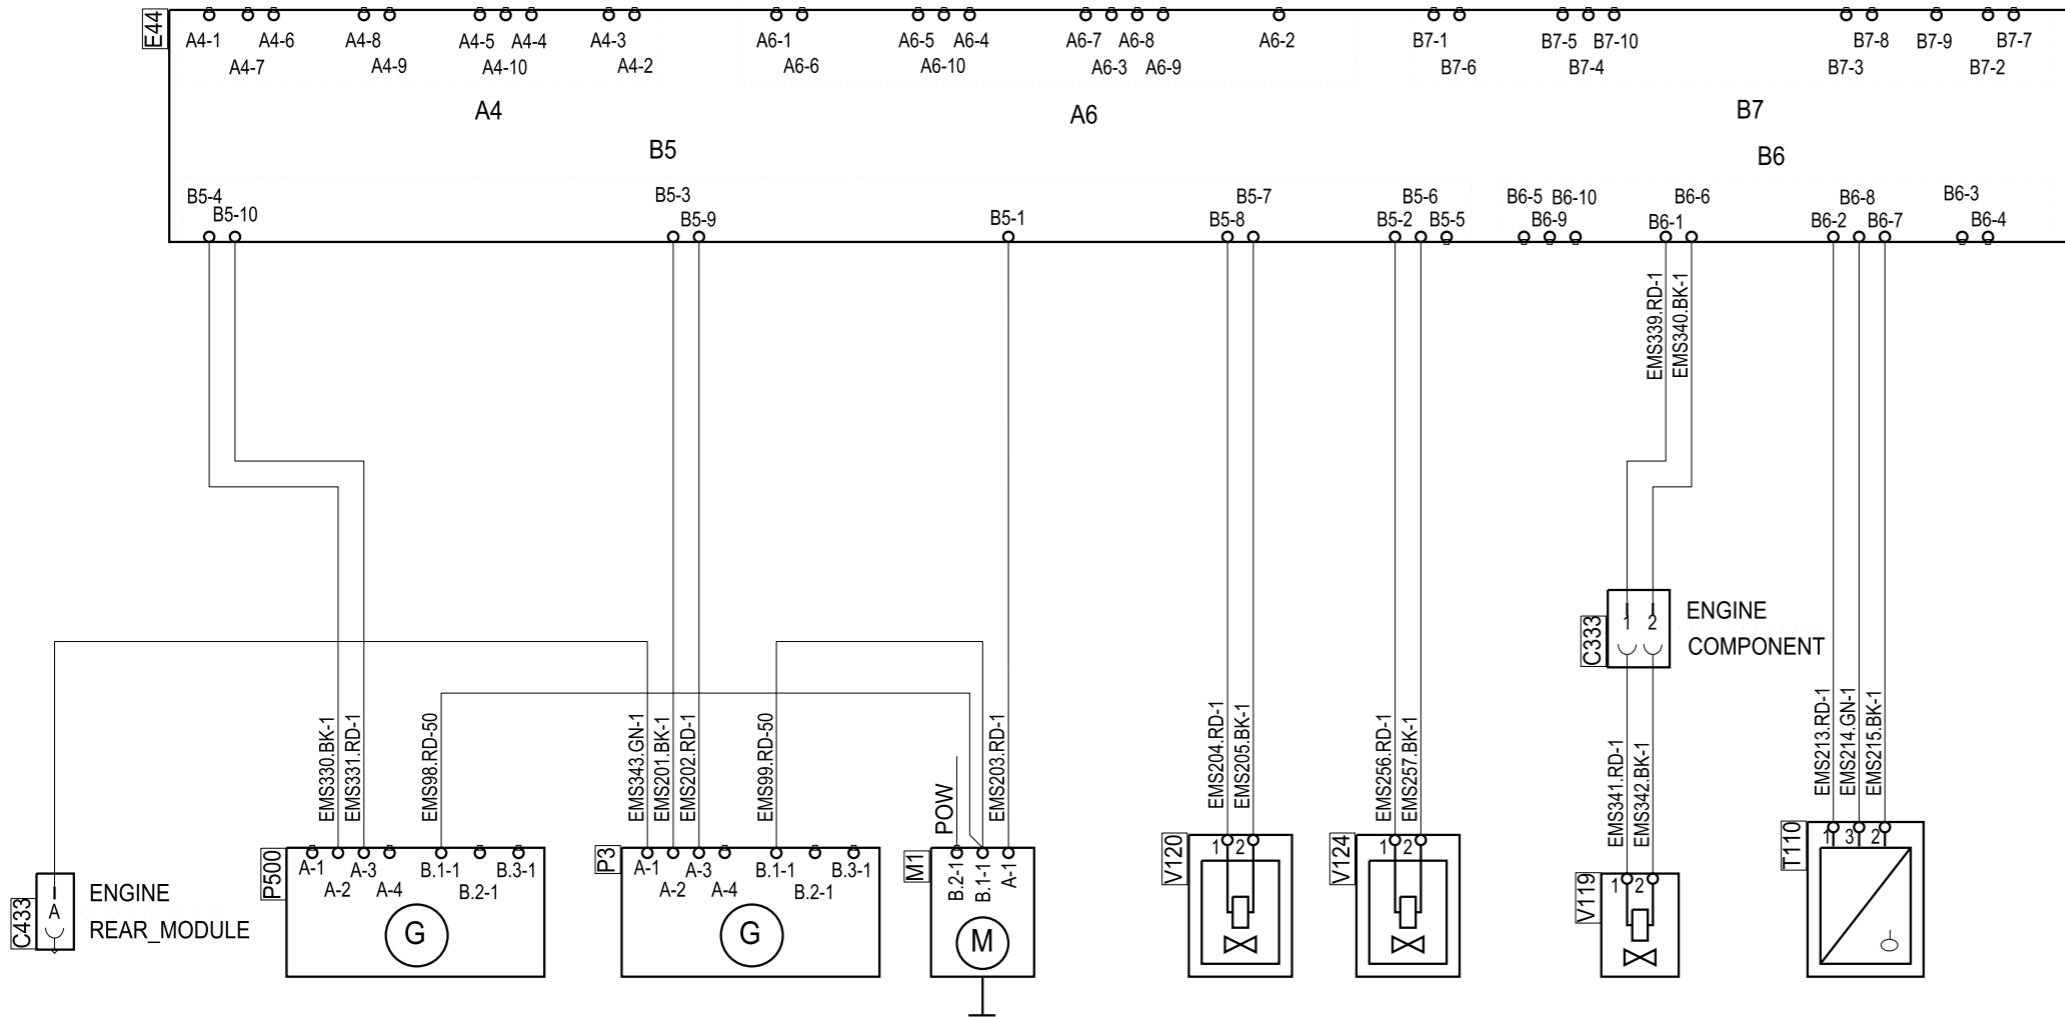 E44
A4-1 A4-6 A4-8 A4-5 A4-4 A4-3 A6-1 A6-5 A6-4 A6-7 A6-8 A6-2 B7-1 B7-5 B7-10 B7-8 B7-9 B7-7
A4-7 A4-9 A4-10 A4-2 A6-6 A6-10 A6-3 A6-9 B7-6 B7-4 B7-3 B7-2
A4 A6 B7
B5 B6
B5-4 B5-3 B5-7 B5-6 B6-5 B6-10 B6-6 B6-8 B6-3
B5-10 B5-9 B5-1 B5-8 B5-2 B5-5 B6-9 B6-1 B6-2 B6-7 B6-4
EMS339.RD-1
EMS340.BK-1
C333
1 2
ENGINE
COMPONENT
EMS330.BK-1
EMS331.RD-1
EMS98.RD-50
EMS343.GN-1
EMS201.BK-1
EMS202.RD-1
EMS99.RD-50
POW
EMS203.RD-1
EMS204.RD-1
EMS205.BK-1
EMS256.RD-1
EMS257.BK-1
EMS341.RD-1
EMS342.BK-1
EMS213.RD-1
EMS214.GN-1
EMS215.BK-1
C433
A
ENGINE
REAR_MODULE
P500
A-1 A-3 B.1-1 B.3-1
A-2 A-4 B.2-1
G
P3
A-1 A-3 B.1-1 B.3-1
A-2 A-4 B.2-1
G
M1
B.2-1
B.1-1
A-1
M
V120
1 2
V124
1 2
V119
1 2
T110
1 3 2